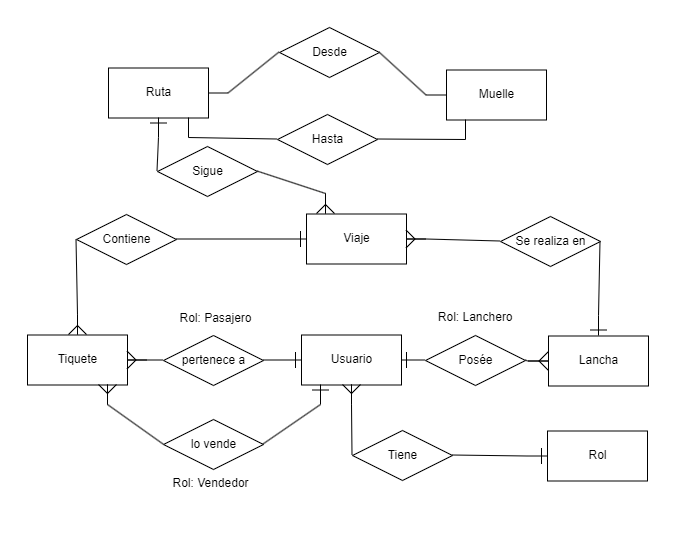 Desde
Ruta
Muelle
Hasta
Sigue
Contiene
Viaje
Se realiza en
Rol: Pasajero
Rol: Lanchero
Tiquete
pertenece a
Usuario
Posée
Lancha
lo vende
Tiene
Rol
Rol: Vendedor